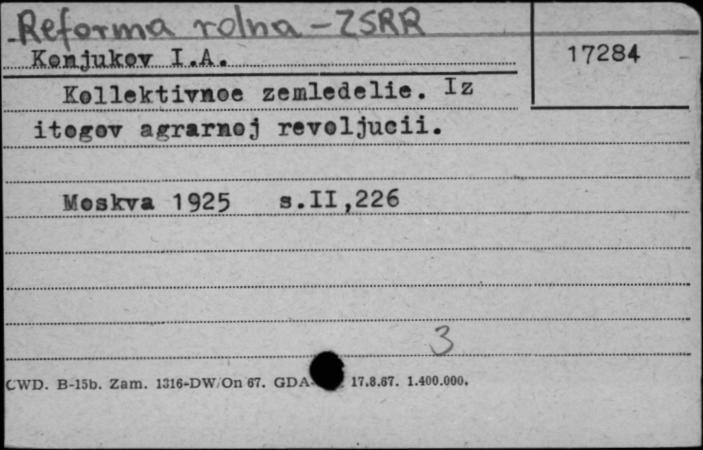 Reforma rolna - ZSRR
Konjukov I.A.
17284
Kollektivnoe zemledelie. Iz
itogov agrarnoj revoljucii.
Moskva 1925 s.II,226
3
CWD. B-15b. Zam. 1316-DW/On 67. GDA- 17.8.67. 1.400.000.